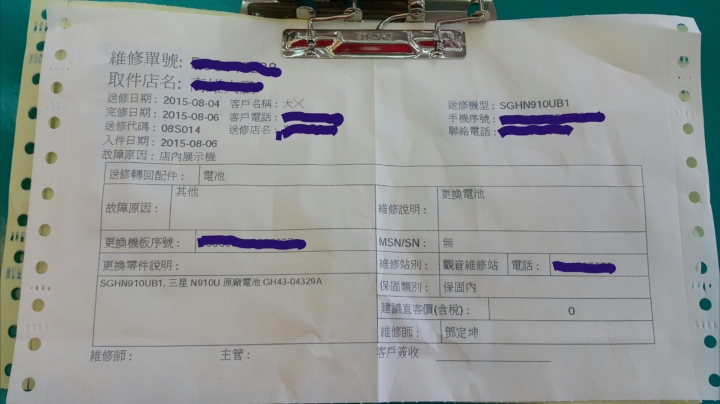 維修單號:
取件店名:
送修日期: 2015-08-04 客戶名稱: 大╳ 送修機型: SGHN910UB1
完修日期: 2015-08-06 客戶電話: 手機序號:
送修代碼: 08S014 送修店名: 聯絡電話:
入件日期: 2015-08-06
故障原因: 店內展示機
送修轉回配件: 電池
故障原因: 其他 維修說明: 更換電池
更換機板序號: MSN/SN: 無
更換零件說明: 維修站別: 觀音維修站 電話:
SGHN910UB1, 三星 N910U 原廠電池 GH43-04329A 保固類別: 保固內
建議直客價(含稅): 0
維修師: 鄧定坤
維修師: 主管: 客戶簽收